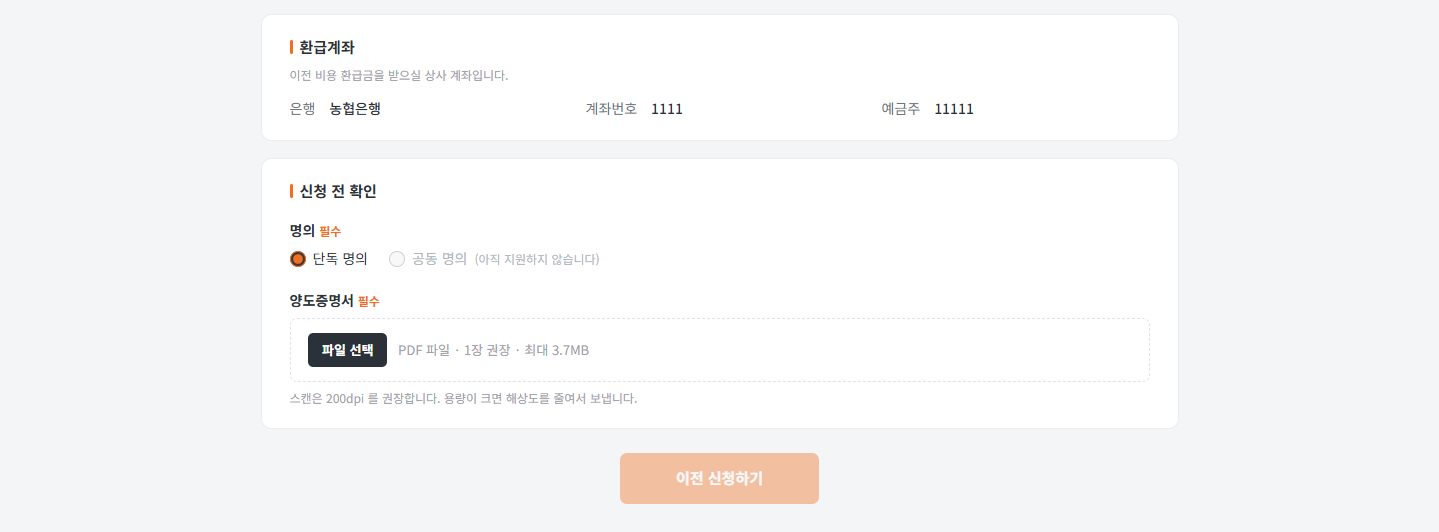 환급계좌
이전 비용 환급금을 받으실 상사 계좌입니다.
은행 농협은행 계좌번호 1111 예금주 11111
신청 전 확인
명의 필수
단독 명의 공동 명의 (아직 지원하지 않습니다)
양도증명서 필수
파일 선택 PDF 파일 · 1장 권장 · 최대 3.7MB
스캔은 200dpi 를 권장합니다. 용량이 크면 해상도를 줄여서 보냅니다.
이전 신청하기